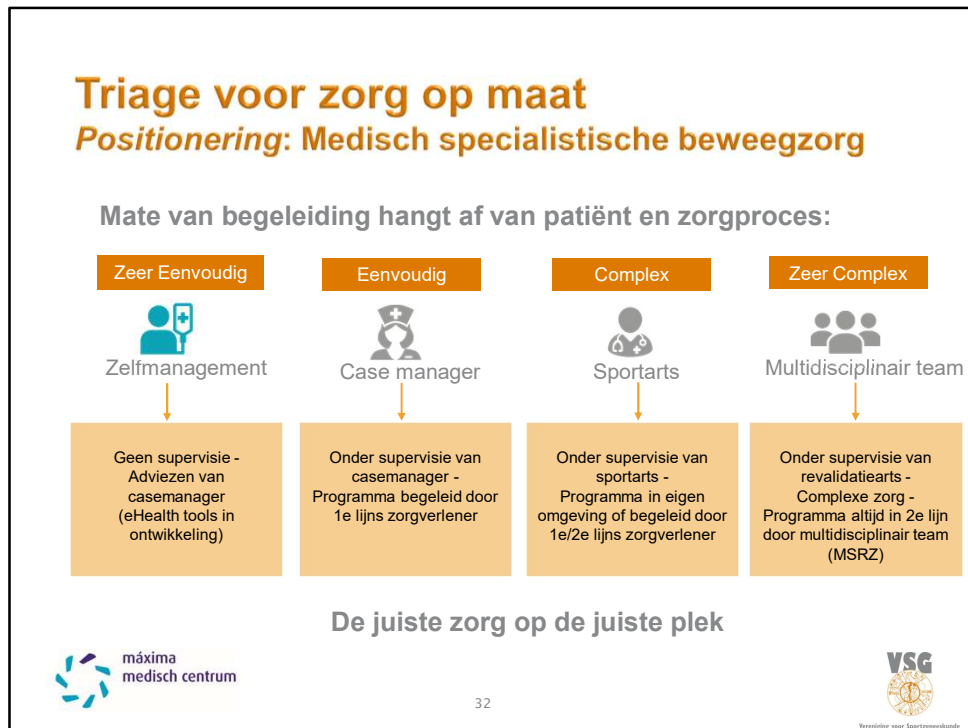 Triage voor zorg op maat
Positionering: Medisch specialistische beweegzorg
Mate van begeleiding hangt af van patiënt en zorgproces:
Zeer Eenvoudig
Eenvoudig
Complex
Zeer Complex
Zelfmanagement
Case manager
Sportarts
Multidisciplinair team
Geen supervisie -
Adviezen van
casemanager
(eHealth tools in
ontwikkeling)
Onder supervisie van
casemanager -
Programma begeleid door
1e lijns zorgverlener
Onder supervisie van
sportarts -
Programma in eigen
omgeving of begeleid door
1e/2e lijns zorgverlener
Onder supervisie van
revalidatiearts -
Complexe zorg -
Programma altijd in 2e lijn
door multidisciplinair team
(MSRZ)
De juiste zorg op de juiste plek
máxima
medisch centrum
32
VSG
Vereniging voor Sportgeneeskunde